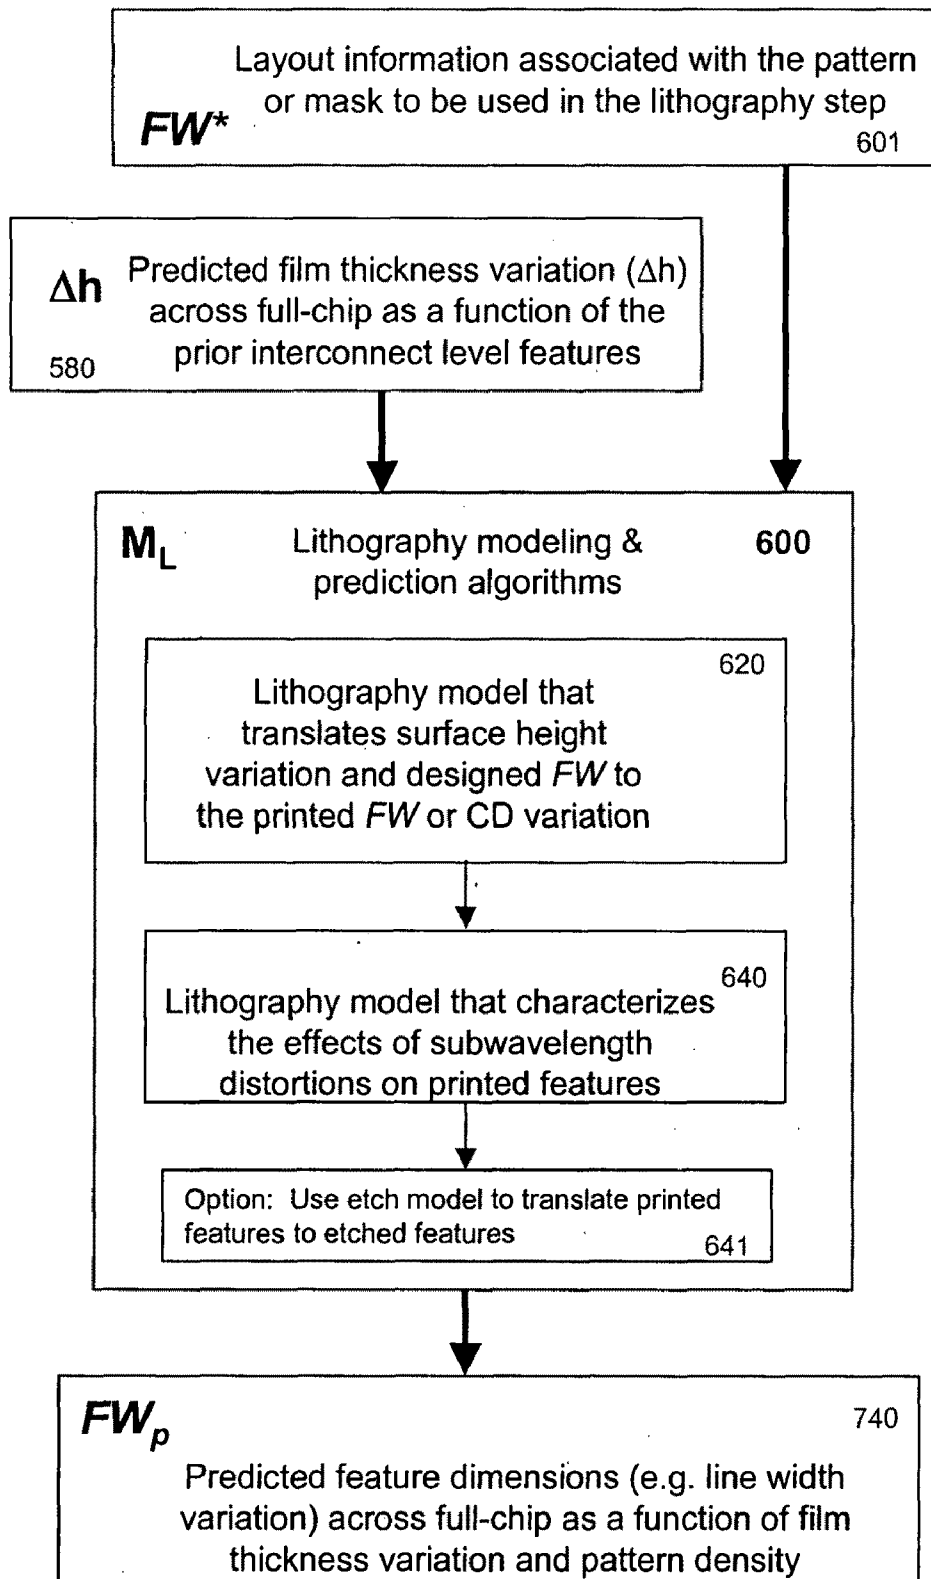 Layout information associated with the pattern
or mask to be used in the lithography step
FW*
601
Δh
Predicted film thickness variation (Δh)
across full-chip as a function of the
prior interconnect level features
580
M_L
Lithography modeling &
prediction algorithms
600
620
Lithography model that
translates surface height
variation and designed FW to
the printed FW or CD variation
640
Lithography model that characterizes
the effects of subwavelength
distortions on printed features
Option: Use etch model to translate printed
features to etched features
641
FW_p
740
Predicted feature dimensions (e.g. line width
variation) across full-chip as a function of film
thickness variation and pattern density